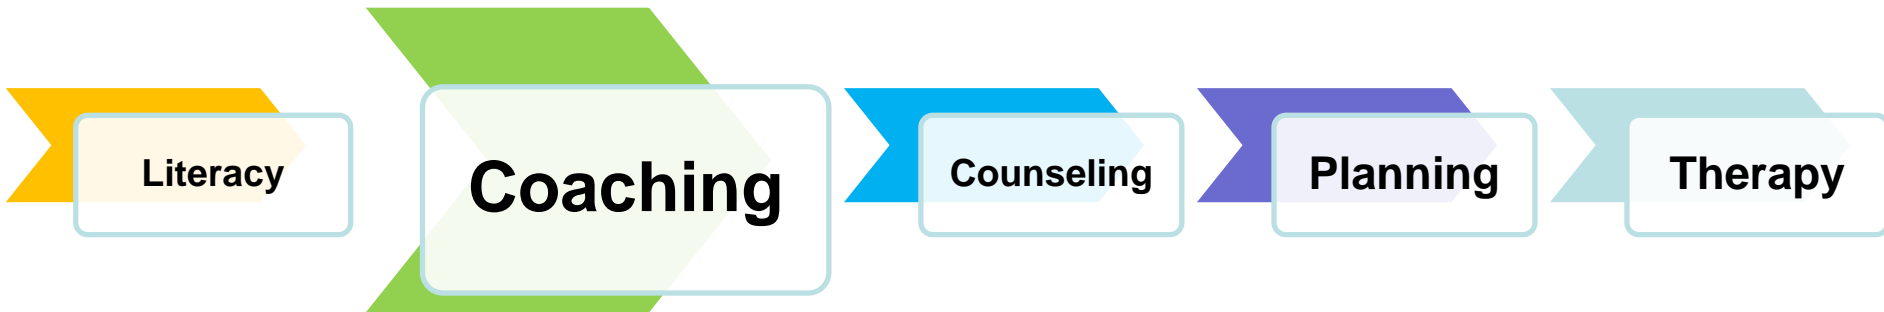 Literacy
Coaching
Counseling
Planning
Therapy